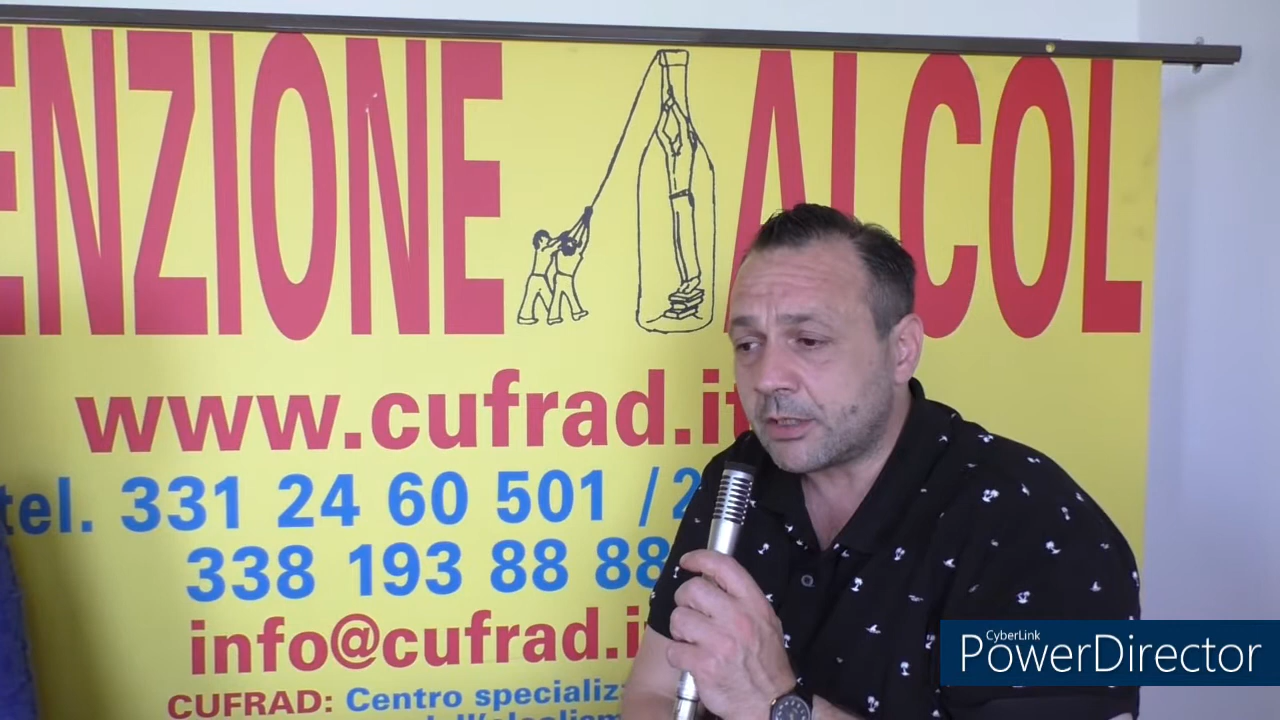 ENZIONE ALCOL
www.cufrad.it
tel. 331 24 60 501 / 2
338 193 88 88
info@cufrad.i
CUFRAD: Centro specializz
CyberLink
PowerDirector